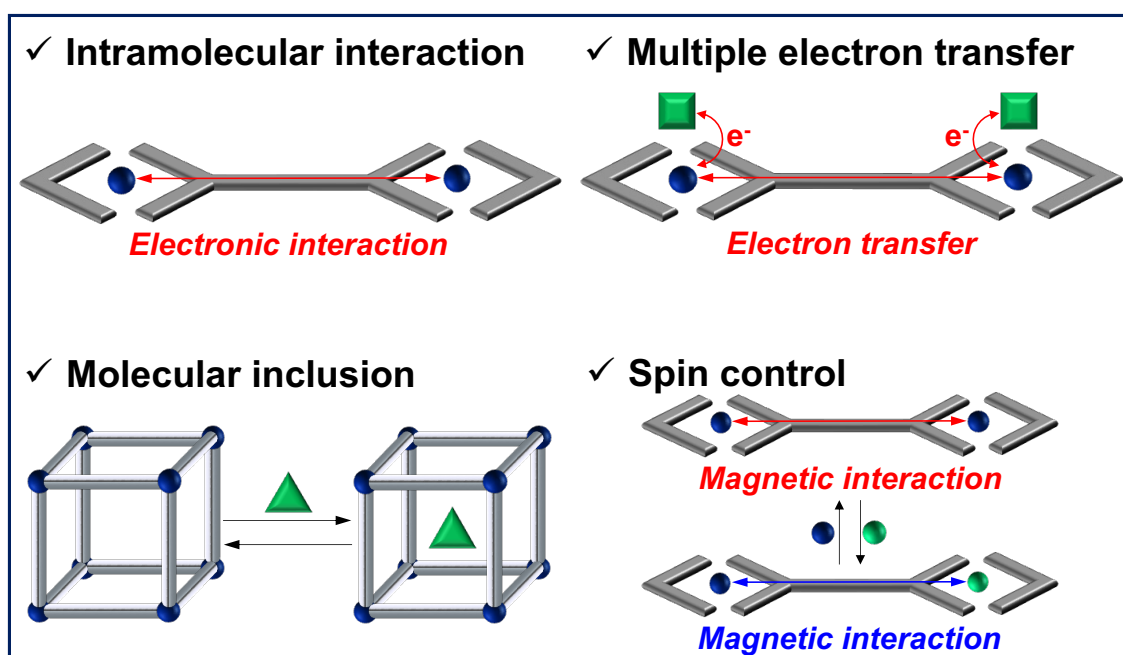 ✓ Intramolecular interaction
Electronic interaction
✓ Multiple electron transfer
e-
e-
Electron transfer
✓ Molecular inclusion
✓ Spin control
Magnetic interaction
Magnetic interaction